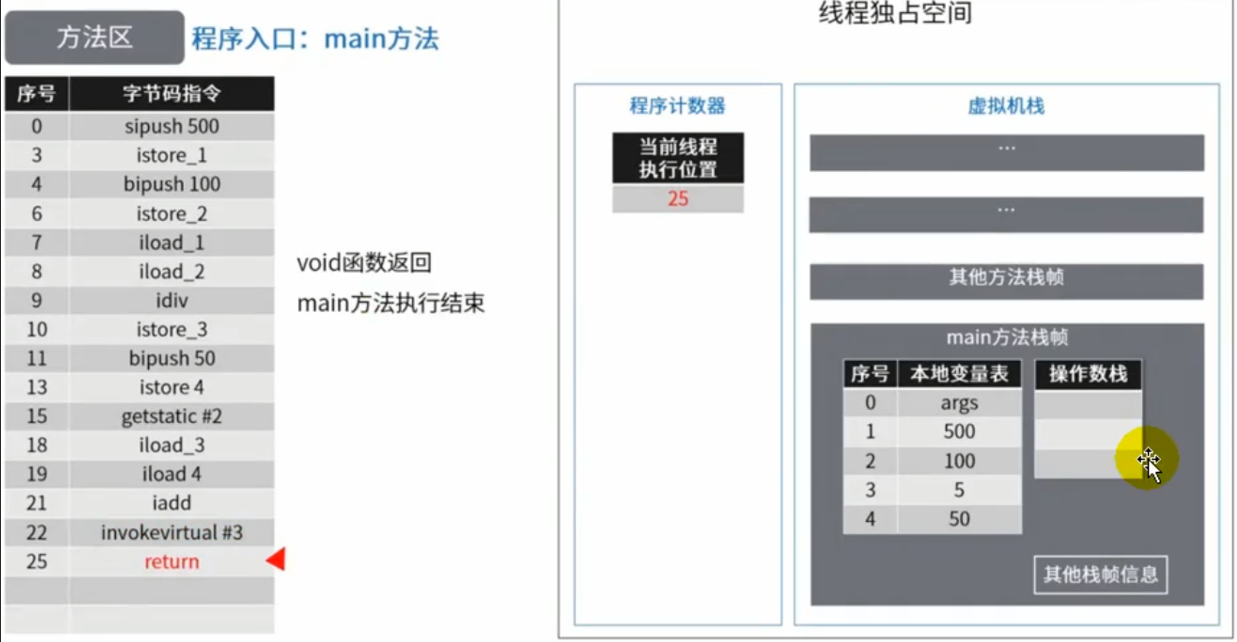 方法区 程序入口：main方法
序号 字节码指令
0 sipush 500
3 istore_1
4 bipush 100
6 istore_2
7 iload_1
8 iload_2
9 idiv
10 istore_3
11 bipush 50
13 istore 4
15 getstatic #2
18 iload_3
19 iload 4
21 iadd
22 invokevirtual #3
25 return
void函数返回
main方法执行结束
线程独占空间
程序计数器
当前线程
执行位置
25
虚拟机栈
...
...
其他方法栈帧
main方法栈帧
序号 本地变量表
0 args
1 500
2 100
3 5
4 50
操作数栈
其他栈帧信息